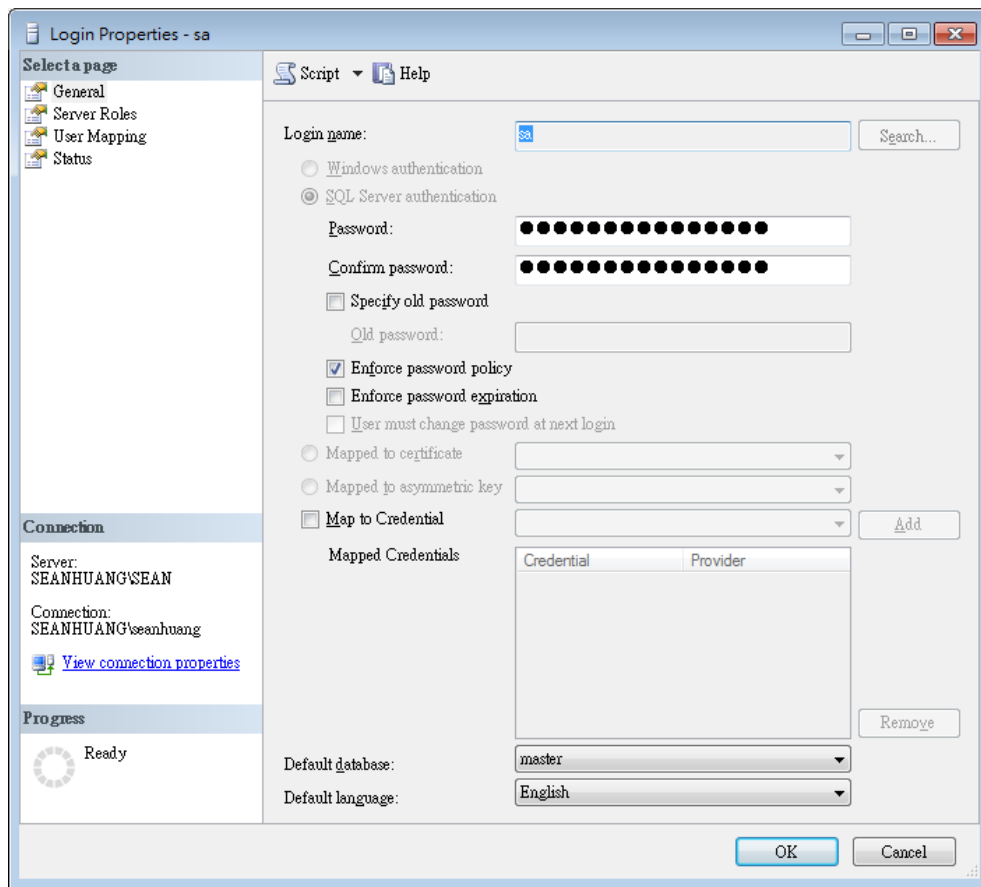 Login Properties - sa
Select a page
General
Server Roles
User Mapping
Status
Connection
Server:
SEANHUANG\SEAN
Connection:
SEANHUANG\seanhuang
View connection properties
Progress
Ready
Script Help
Login name: sa Search...
Windows authentication
SQL Server authentication
Password: ●●●●●●●●●●●●●●●
Confirm password: ●●●●●●●●●●●●●●●
Specify old password
Old password:
Enforce password policy
Enforce password expiration
User must change password at next login
Mapped to certificate
Mapped to asymmetric key
Map to Credential Add
Mapped Credentials Credential Provider
Remove
Default database: master
Default language: English
OK Cancel